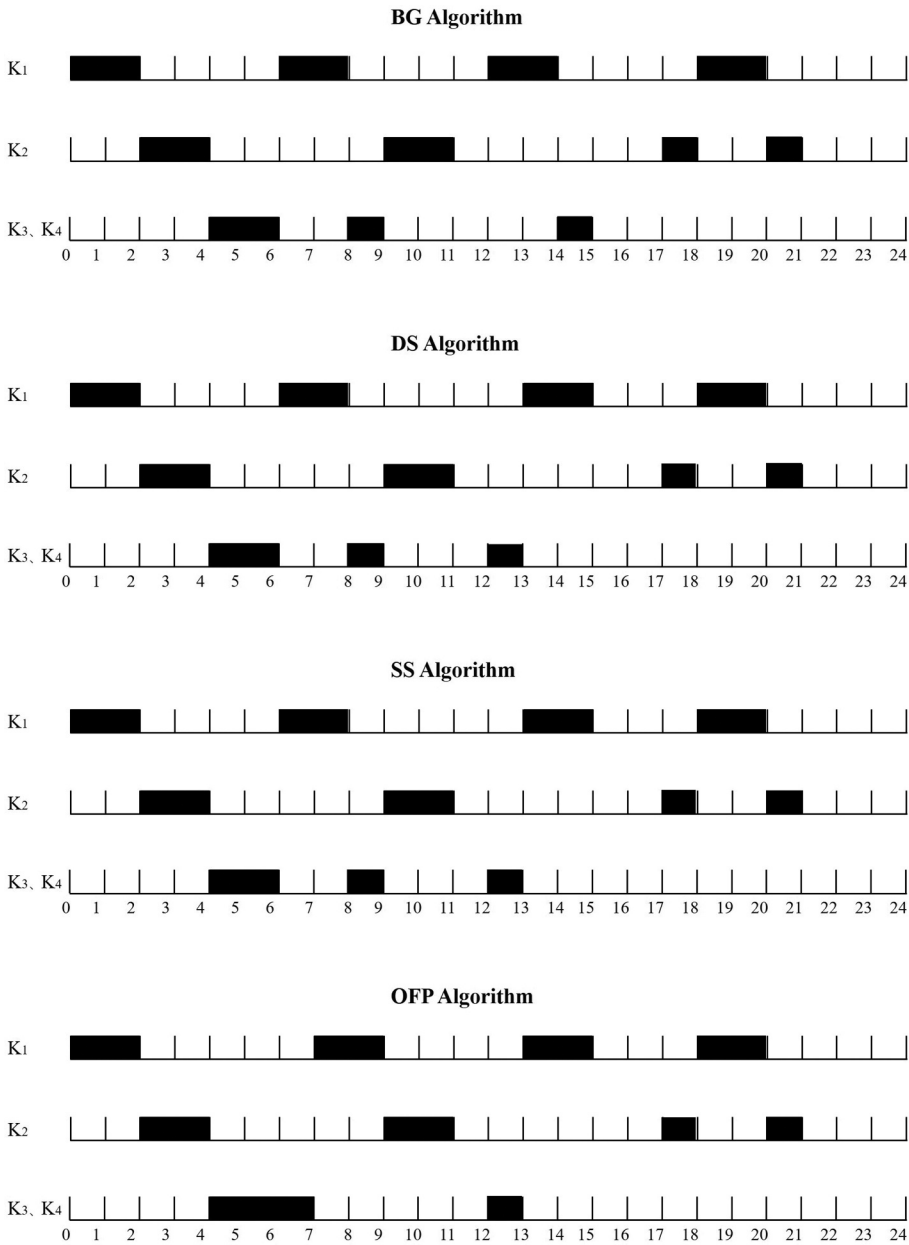 BG Algorithm
K1
K2
K3、K4
0 1 2 3 4 5 6 7 8 9 10 11 12 13 14 15 16 17 18 19 20 21 22 23 24
DS Algorithm
K1
K2
K3、K4
0 1 2 3 4 5 6 7 8 9 10 11 12 13 14 15 16 17 18 19 20 21 22 23 24
SS Algorithm
K1
K2
K3、K4
0 1 2 3 4 5 6 7 8 9 10 11 12 13 14 15 16 17 18 19 20 21 22 23 24
OFP Algorithm
K1
K2
K3、K4
0 1 2 3 4 5 6 7 8 9 10 11 12 13 14 15 16 17 18 19 20 21 22 23 24